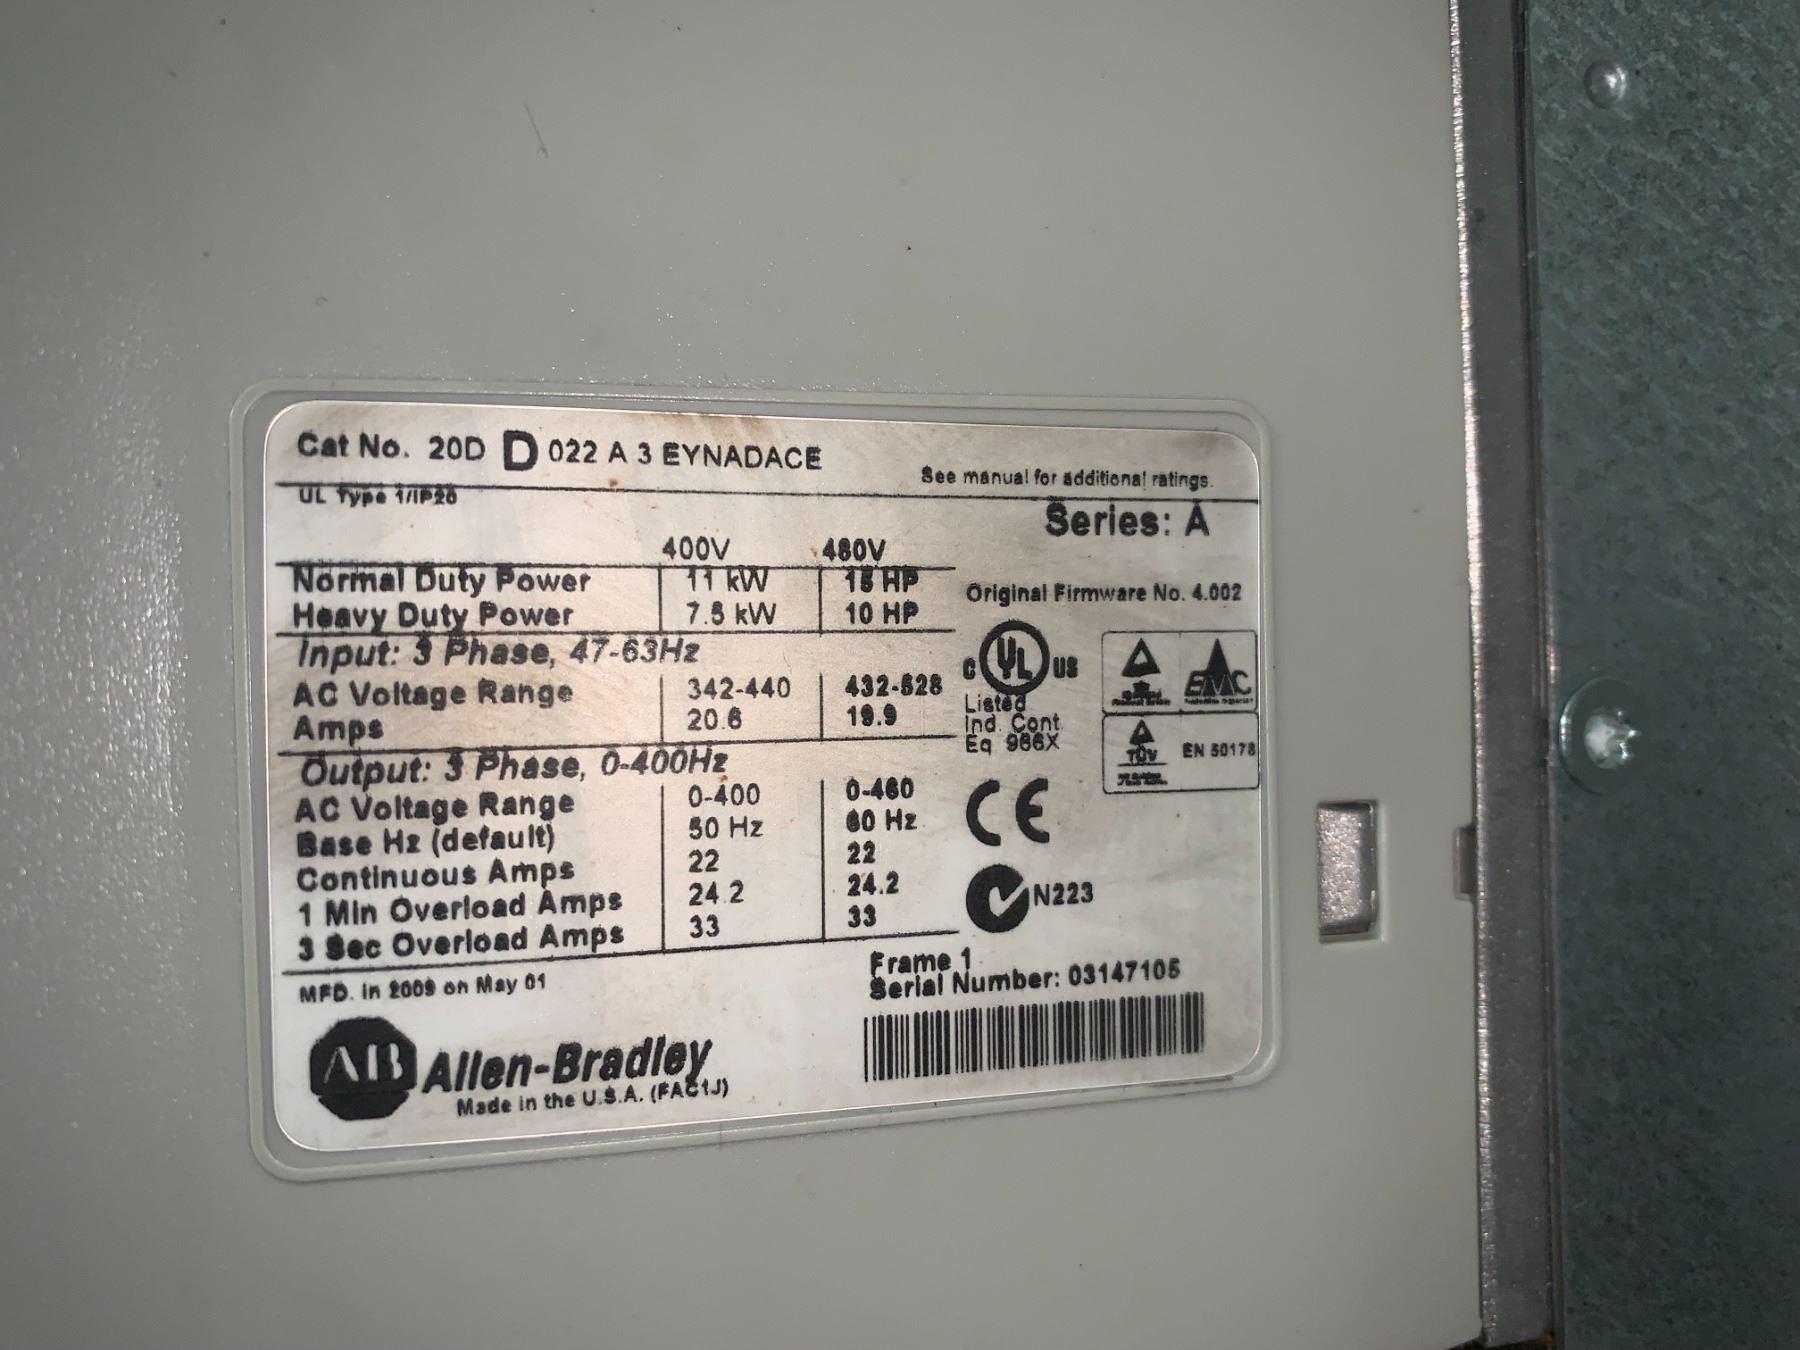 Cat No. 20D D 022 A 3 EYNADACE
See manual for additional ratings.
UL Type 1/IP20
Series: A
400V 480V
Normal Duty Power 11 kW 15 HP
Heavy Duty Power 7.5 kW 10 HP
Original Firmware No. 4.002
Input: 3 Phase, 47-63Hz
AC Voltage Range 342-440 432-528
Amps 20.6 19.9
C UL US
Listed
Ind. Cont
Eq 966X
EMC
TÜV
EN 50178
Output: 3 Phase, 0-400Hz
AC Voltage Range 0-400 0-460
Base Hz (default) 50 Hz 60 Hz
Continuous Amps 22 22
1 Min Overload Amps 24.2 24.2
3 Sec Overload Amps 33 33
CE
N223
MFD. in 2009 on May 01
Frame 1
Serial Number: 03147105
AB Allen-Bradley
Made in the U.S.A. (FAC1J)